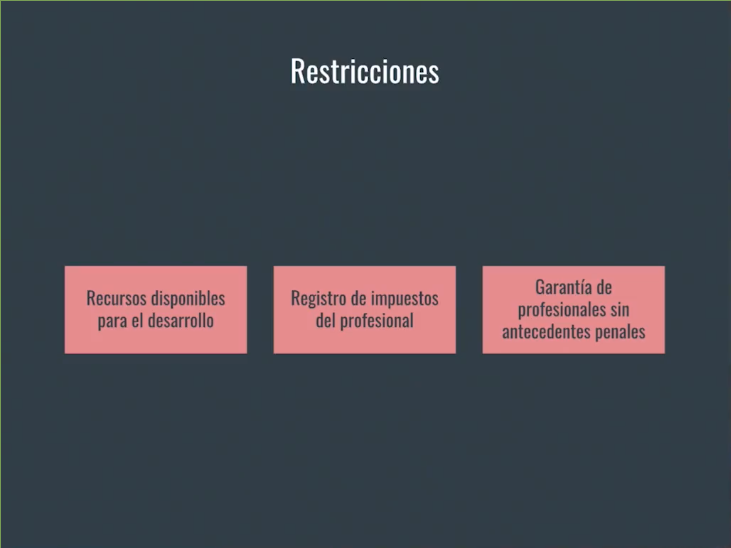 Restricciones
Recursos disponibles
para el desarrollo
Registro de impuestos
del profesional
Garantía de
profesionales sin
antecedentes penales